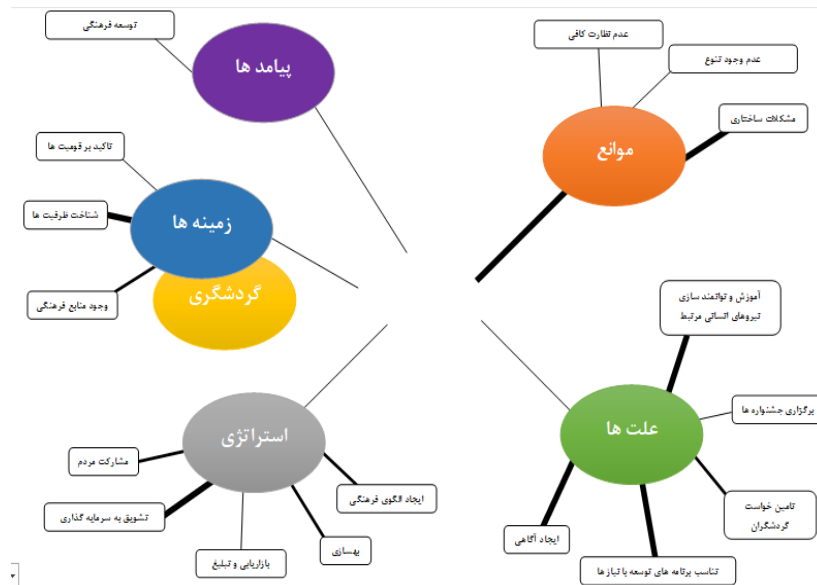 توسعه فرهنگی
پیامد ها
عدم نظارت کافی
عدم وجود تنوع
مشکلات ساختاری
موانع
تاکید بر قومیت ها
شناخت ظرفیت ها
زمینه ها
وجود منابع فرهنگی
گردشگری
آموزش و توانمند سازی
نیروهای انسانی مرتبط
برگزاری جشنواره ها
علت ها
تامین خواست
گردشگران
ایجاد آگاهی
تناسب برنامه های توسعه با نیاز ها
استراتژی
مشارکت مردم
ایجاد الگوی فرهنگی
تشویق به سرمایه گذاری
بهسازی
بازاریابی و تبلیغ